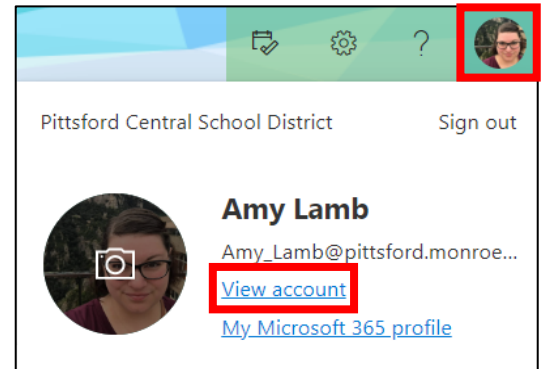 ?
Pittsford Central School District Sign out
Amy Lamb
Amy_Lamb@pittsford.monroe...
View account
My Microsoft 365 profile